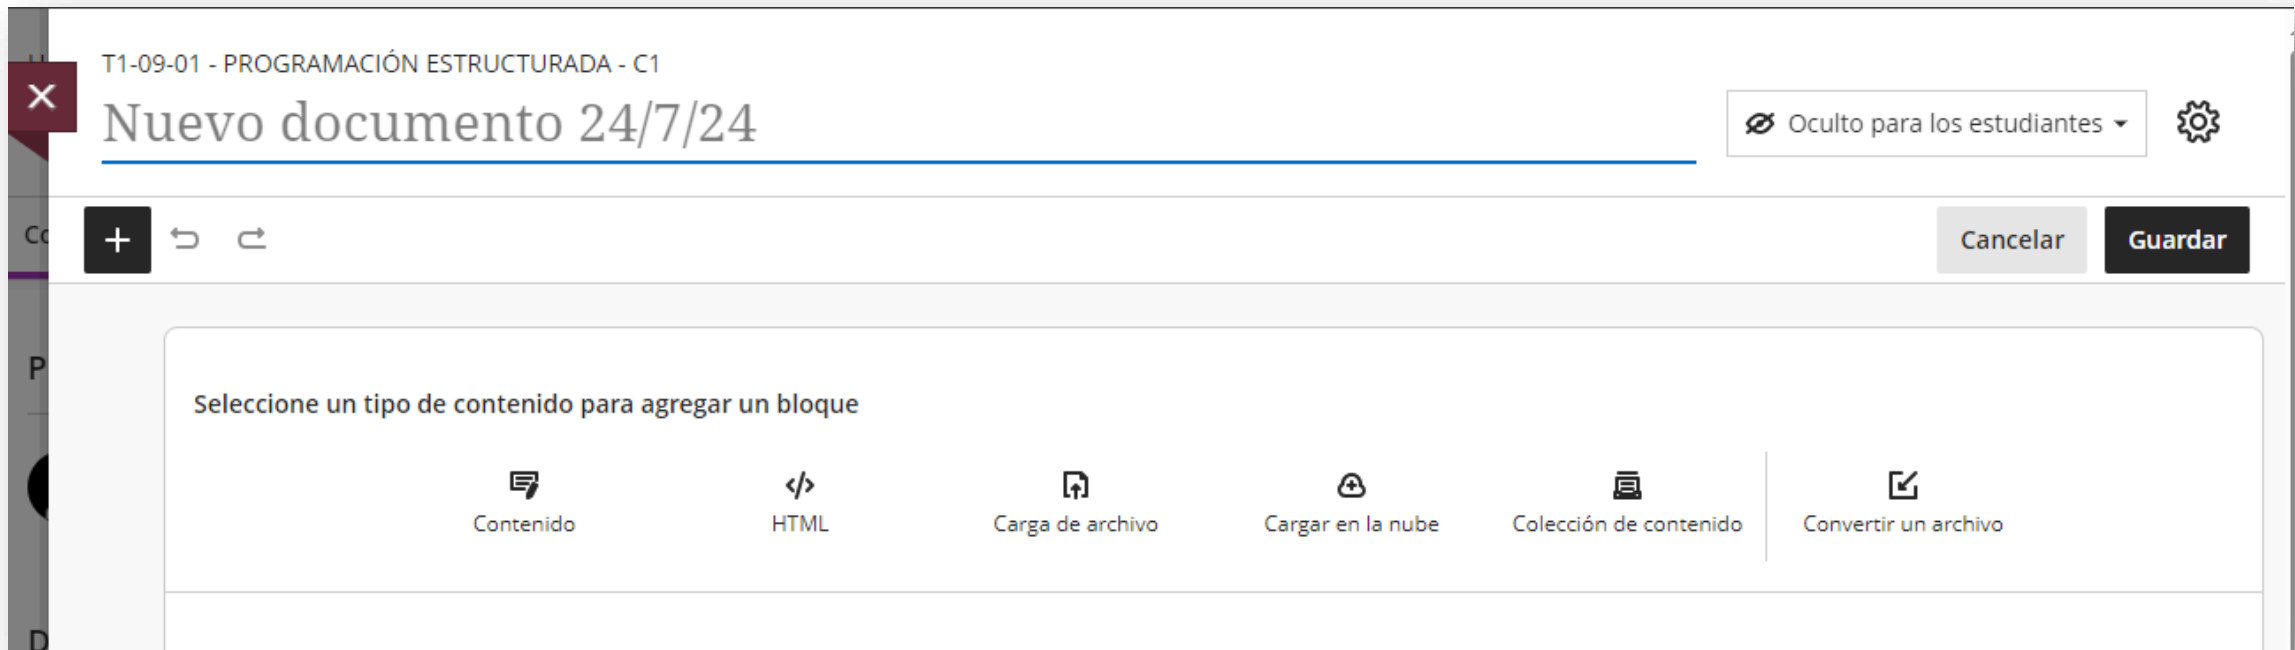 T1-09-01 - PROGRAMACIÓN ESTRUCTURADA - C1
Nuevo documento 24/7/24
Oculto para los estudiantes
Cancelar
Guardar
Seleccione un tipo de contenido para agregar un bloque
Contenido
HTML
Carga de archivo
Cargar en la nube
Colección de contenido
Convertir un archivo